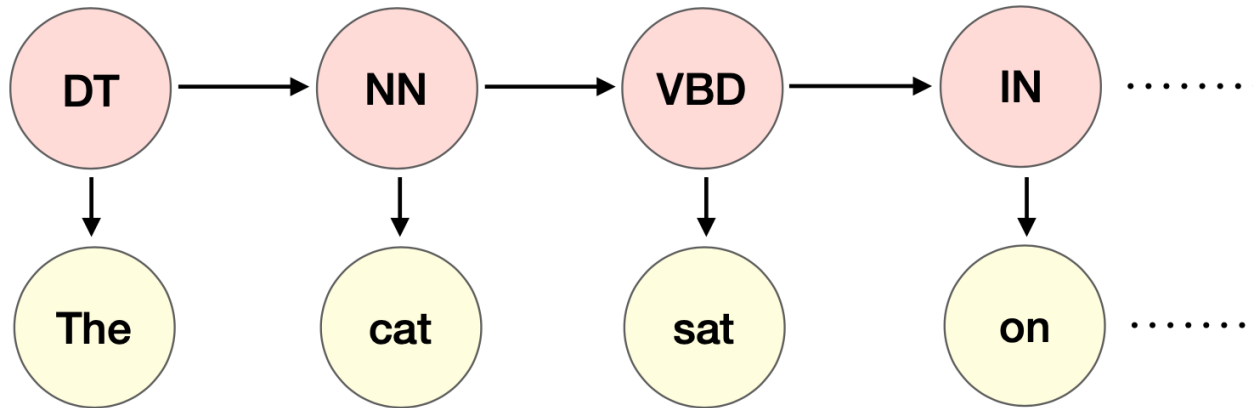 DT NN VBD IN .......
The cat sat on .......